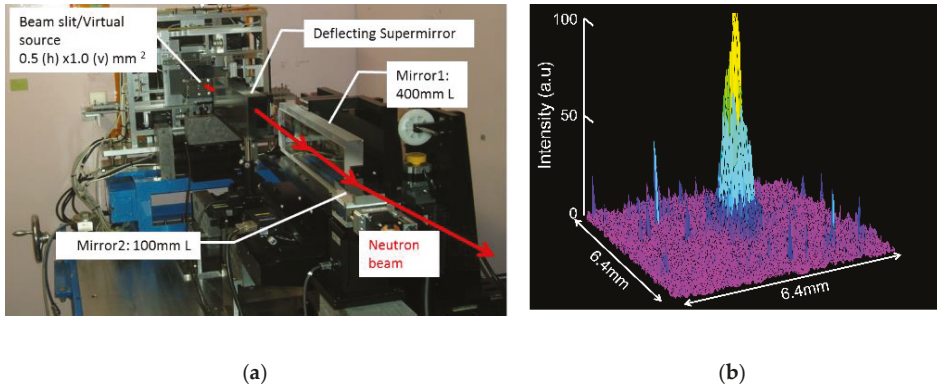 Beam slit/Virtual
source
0.5 (h) x1.0 (v) mm ²
Deflecting Supermirror
Mirror1:
400mm L
Mirror2: 100mm L
Neutron
beam
(a)
Intensity (a.u)
100
50
0
6.4mm
6.4mm
(b)